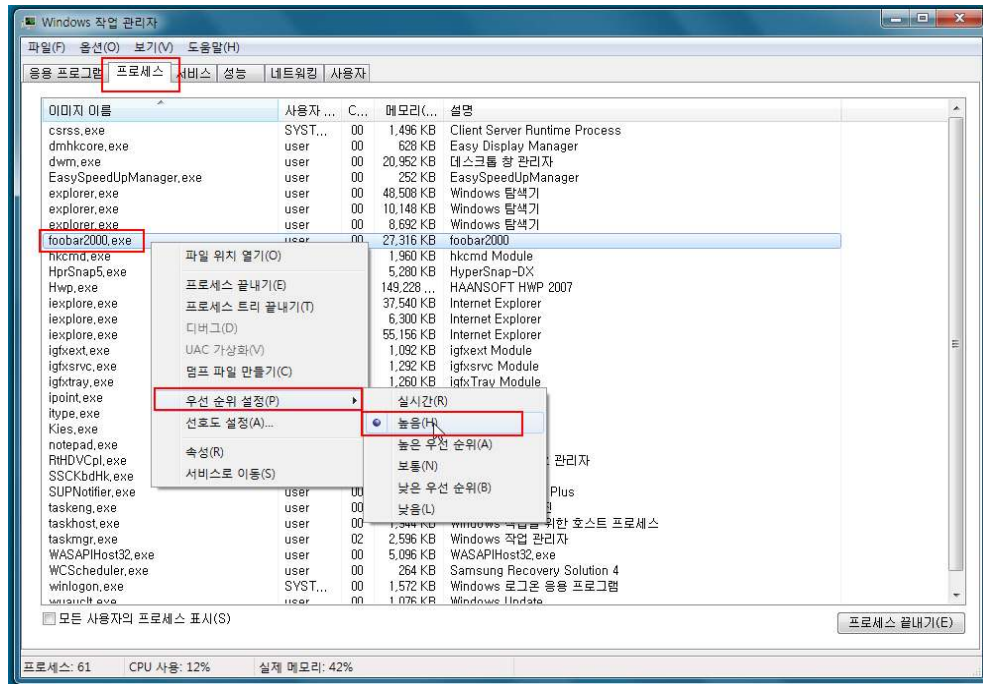 Windows 작업 관리자
파일(F) 옵션(O) 보기(V) 도움말(H)
응용 프로그램 프로세스 서비스 성능 네트워킹 사용자
이미지 이름 사용자 ... C... 메모리(... 설명
csrss.exe SYST... 00 1,496 KB Client Server Runtime Process
dmhkcore.exe user 00 628 KB Easy Display Manager
dwm.exe user 00 20,952 KB 데스크톱 창 관리자
EasySpeedUpManager.exe user 00 252 KB EasySpeedUpManager
explorer.exe user 00 48,508 KB Windows 탐색기
explorer.exe user 00 10,148 KB Windows 탐색기
explorer.exe user 00 8,692 KB Windows 탐색기
foobar2000.exe user 00 27,316 KB foobar2000
hkcmd.exe 1,960 KB hkcmd Module
HprSnap5.exe 5,280 KB HyperSnap-DX
Hwp.exe 149,228 ... HAANSOFT HWP 2007
iexplore.exe 37,540 KB Internet Explorer
iexplore.exe 6,300 KB Internet Explorer
iexplore.exe 55,156 KB Internet Explorer
igfxext.exe 1,092 KB igfxext Module
igfxsrvc.exe 1,292 KB igfxsrvc Module
igfxtray.exe 1,260 KB igfxTray Module
ipoint.exe
itype.exe
Kies.exe
notepad.exe
RtHDVCpl.exe 관리자
SSCKbdHk.exe
SUPNotifier.exe user 00 Plus
taskeng.exe user 00
taskhost.exe user 00 1,944 KB Windows 작업을 위한 호스트 프로세스
taskmgr.exe user 02 2,596 KB Windows 작업 관리자
WASAPIHost32.exe user 00 5,096 KB WASAPIHost32.exe
WCScheduler.exe user 00 264 KB Samsung Recovery Solution 4
winlogon.exe SYST... 00 1,572 KB Windows 로그온 응용 프로그램
wuauclt.exe user 00 1,076 KB Windows Update
파일 위치 열기(O)
프로세스 끝내기(E)
프로세스 트리 끝내기(T)
디버그(D)
UAC 가상화(V)
덤프 파일 만들기(C)
우선 순위 설정(P)
선호도 설정(A)...
속성(R)
서비스로 이동(S)
실시간(R)
높음(H)
높은 우선 순위(A)
보통(N)
낮은 우선 순위(B)
낮음(L)
모든 사용자의 프로세스 표시(S)
프로세스 끝내기(E)
프로세스: 61 CPU 사용: 12% 실제 메모리: 42%